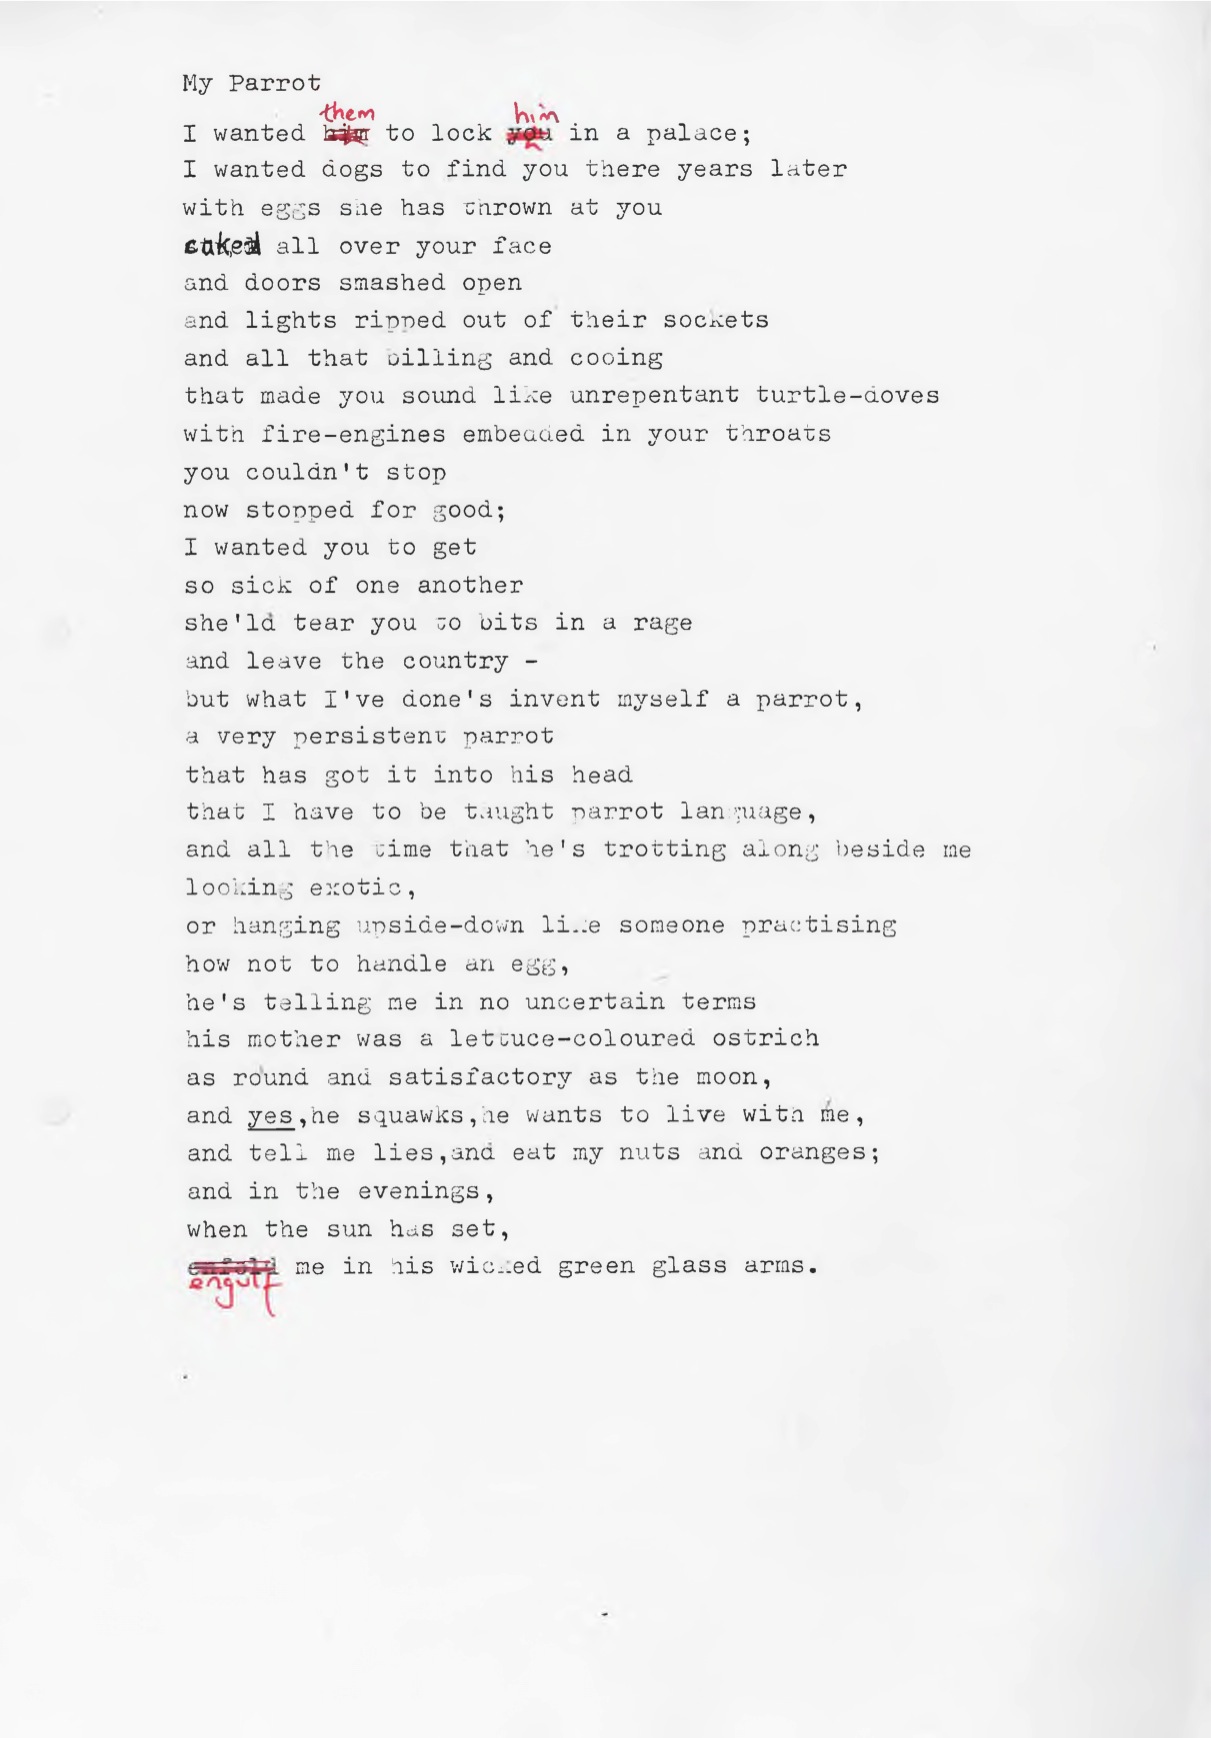 My Parrot
them him
I wanted him to lock you in a palace;
I wanted dogs to find you there years later
with eggs she has thrown at you
caked all over your face
and doors smashed open
and lights ripped out of their sockets
and all that billing and cooing
that made you sound like unrepentant turtle-doves
with fire-engines embedded in your throats
you couldn't stop
now stopped for good;
I wanted you to get
so sick of one another
she'ld tear you to bits in a rage
and leave the country -
but what I've done's invent myself a parrot,
a very persistent parrot
that has got it into his head
that I have to be taught parrot language,
and all the time that he's trotting along beside me
looking exotic,
or hanging upside-down like someone practising
how not to handle an egg,
he's telling me in no uncertain terms
his mother was a lettuce-coloured ostrich
as round and satisfactory as the moon,
and yes,he squawks,he wants to live with me,
and tell me lies,and eat my nuts and oranges;
and in the evenings,
when the sun has set,
enfold me in his wicked green glass arms.
engulf